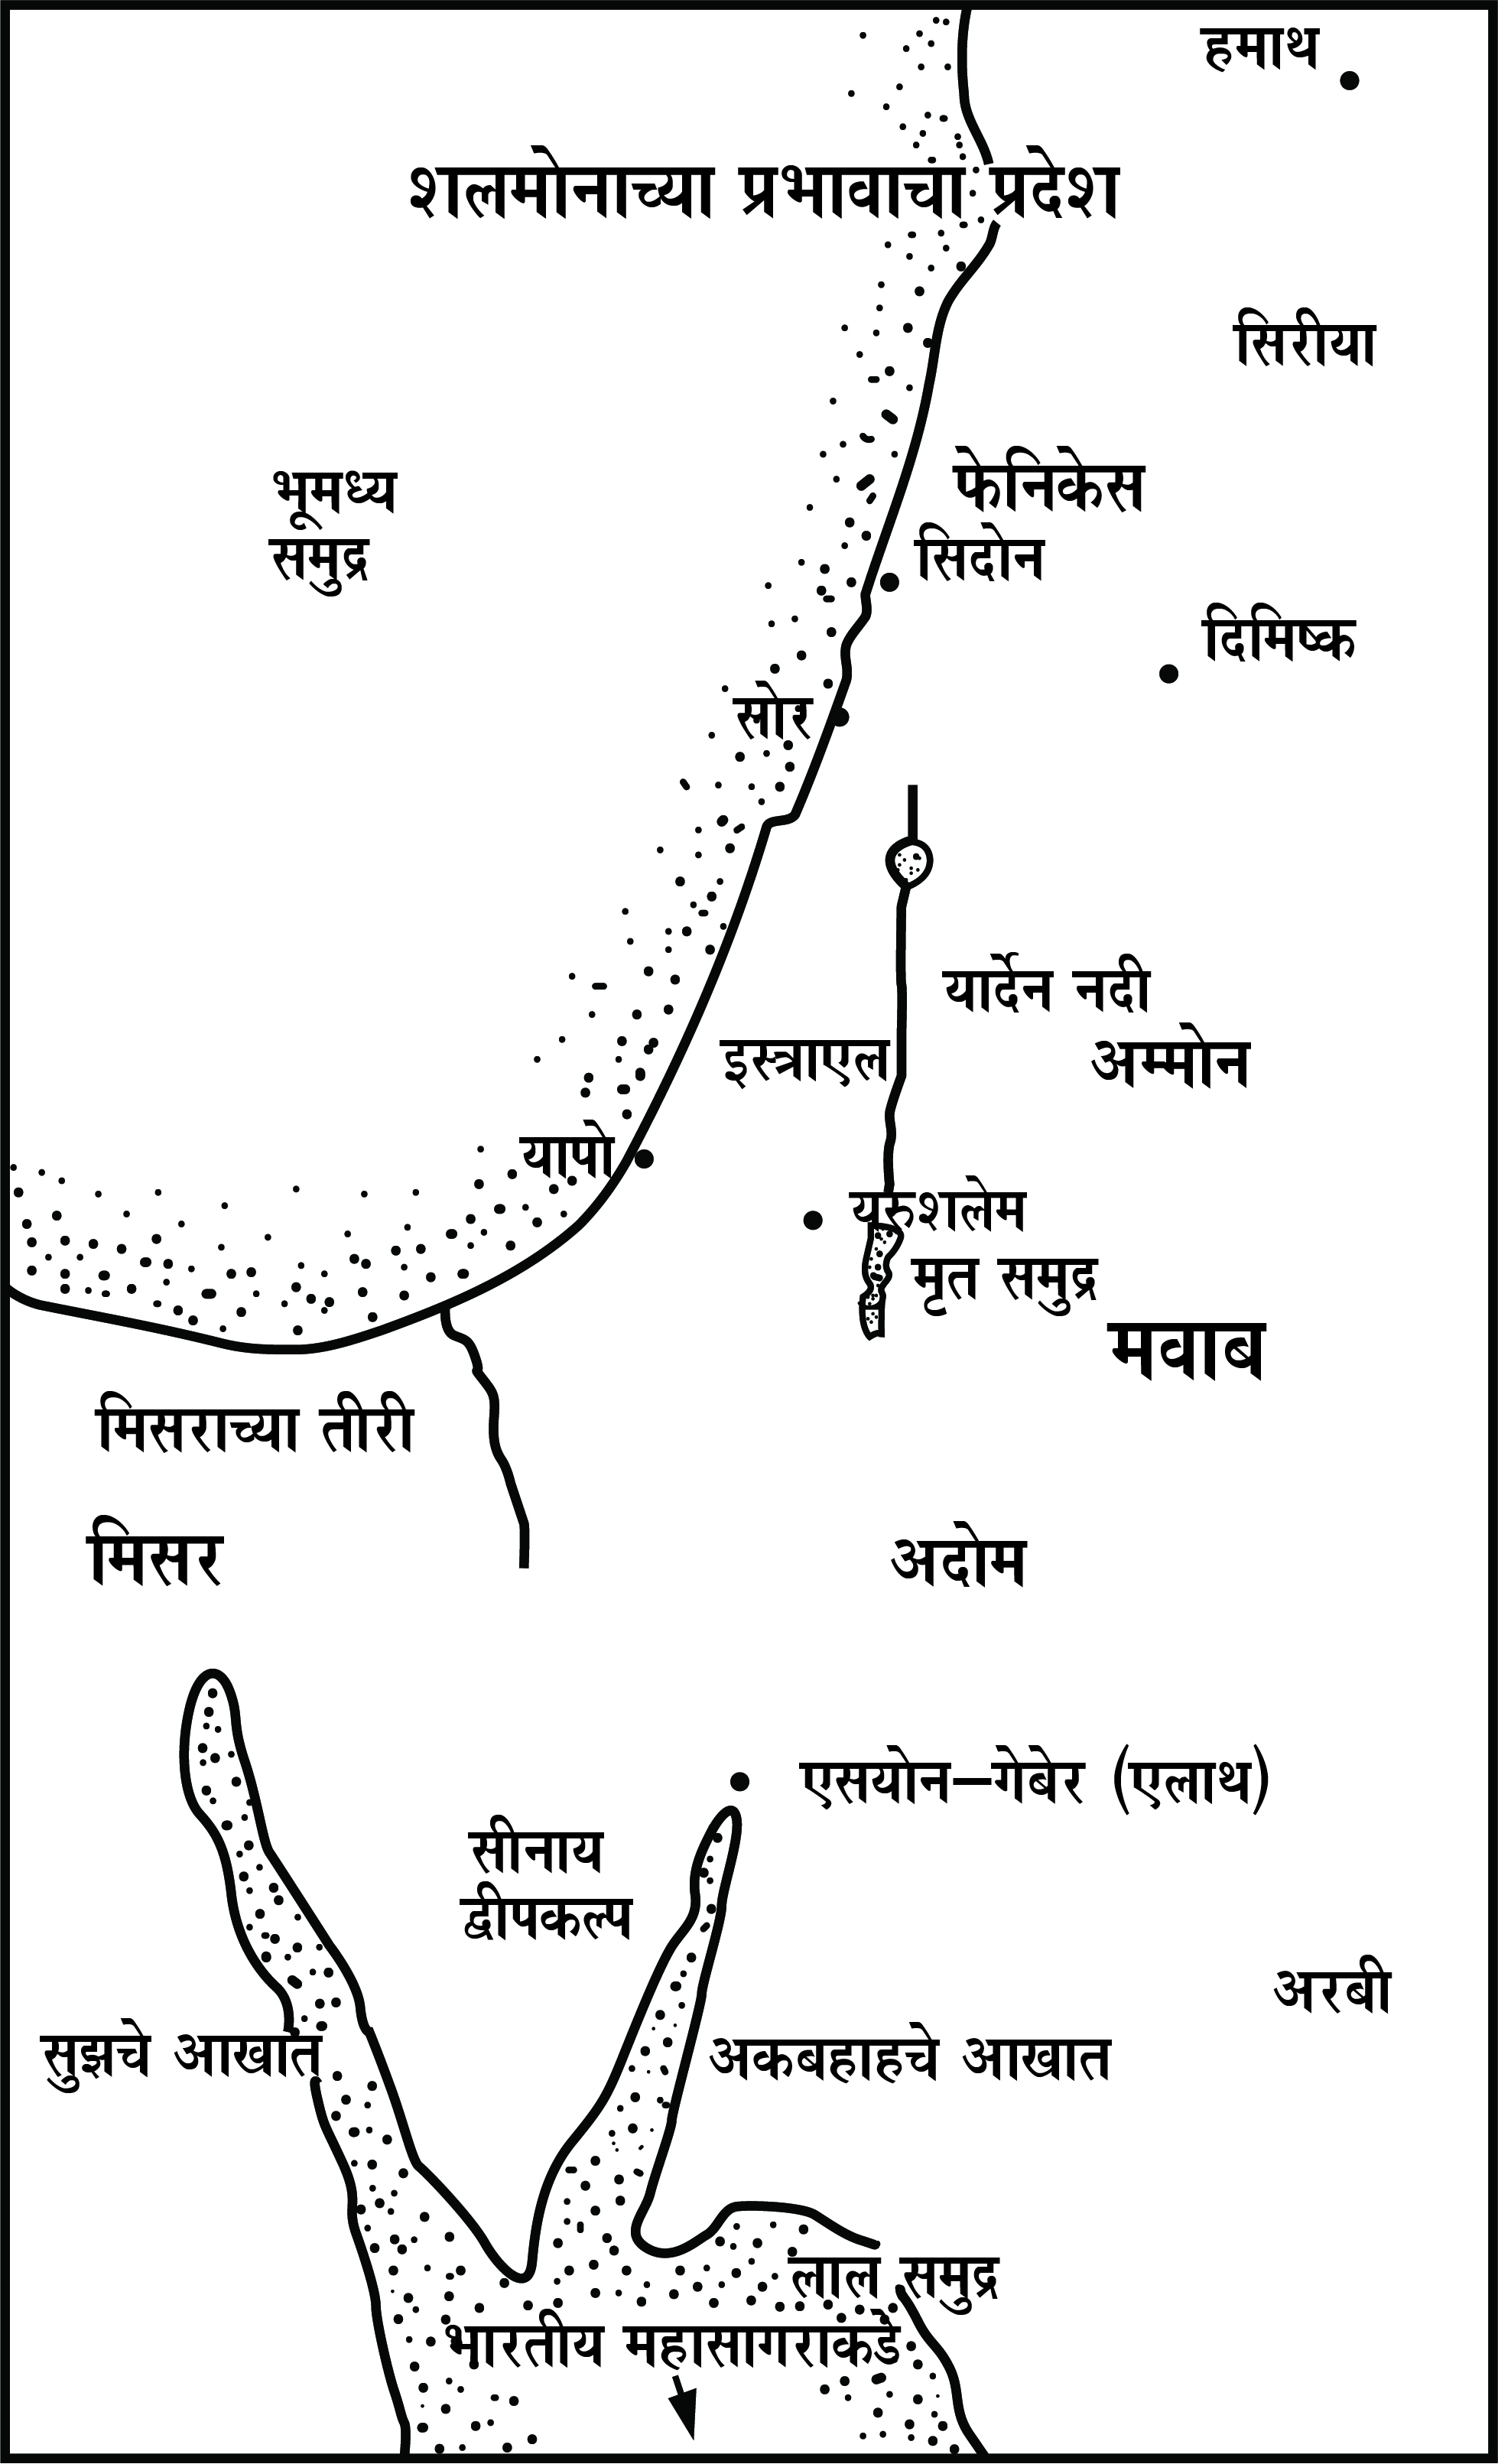 हमाथ
शलमोनाच्या प्रभावाचा प्रदेश
सिरीया
फेनिकेस
भूमध्य
समुद्र
सिदोन
दिमिष्क
सोर
यार्देन नदी
इस्त्राएल
अम्मोन
यापो
यरुशलेम
मृत समुद्र
मवाब
मिसराच्या तीरी
मिसर
अदोम
एसयोन–गेबेर (एलाथ)
सीनाय
द्वीपकल्प
अरबी
सुझचे आखात
अकबहाहचे आखात
लाल समुद्र
भारतीय महासागराकडे